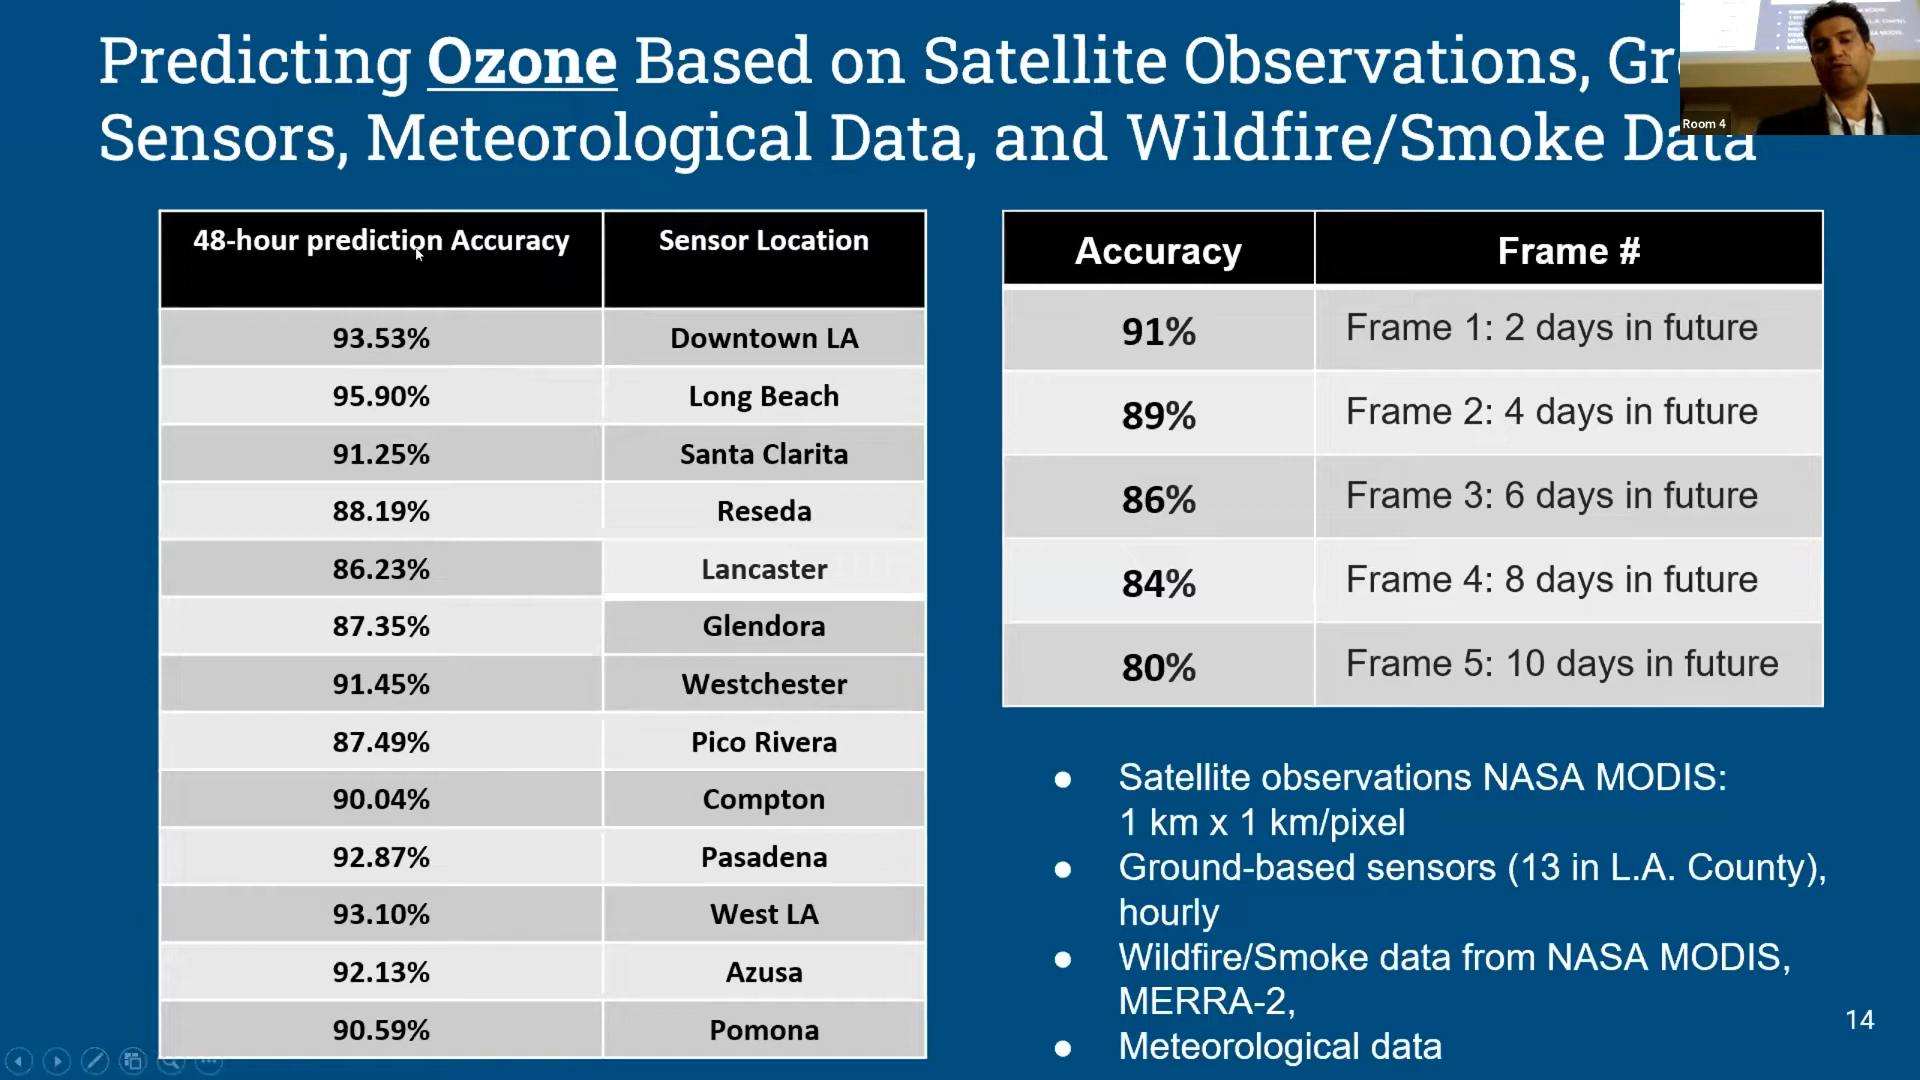 Predicting Ozone Based on Satellite Observations,
Sensors, Meteorological Data, and Wildfire/Smoke Data
Room 4
48-hour prediction Accuracy Sensor Location
93.53% Downtown LA
95.90% Long Beach
91.25% Santa Clarita
88.19% Reseda
86.23% Lancaster
87.35% Glendora
91.45% Westchester
87.49% Pico Rivera
90.04% Compton
92.87% Pasadena
93.10% West LA
92.13% Azusa
90.59% Pomona
Accuracy Frame #
91% Frame 1: 2 days in future
89% Frame 2: 4 days in future
86% Frame 3: 6 days in future
84% Frame 4: 8 days in future
80% Frame 5: 10 days in future
● Satellite observations NASA MODIS:
1 km x 1 km/pixel
● Ground-based sensors (13 in L.A. County),
hourly
● Wildfire/Smoke data from NASA MODIS,
MERRA-2,
● Meteorological data
14